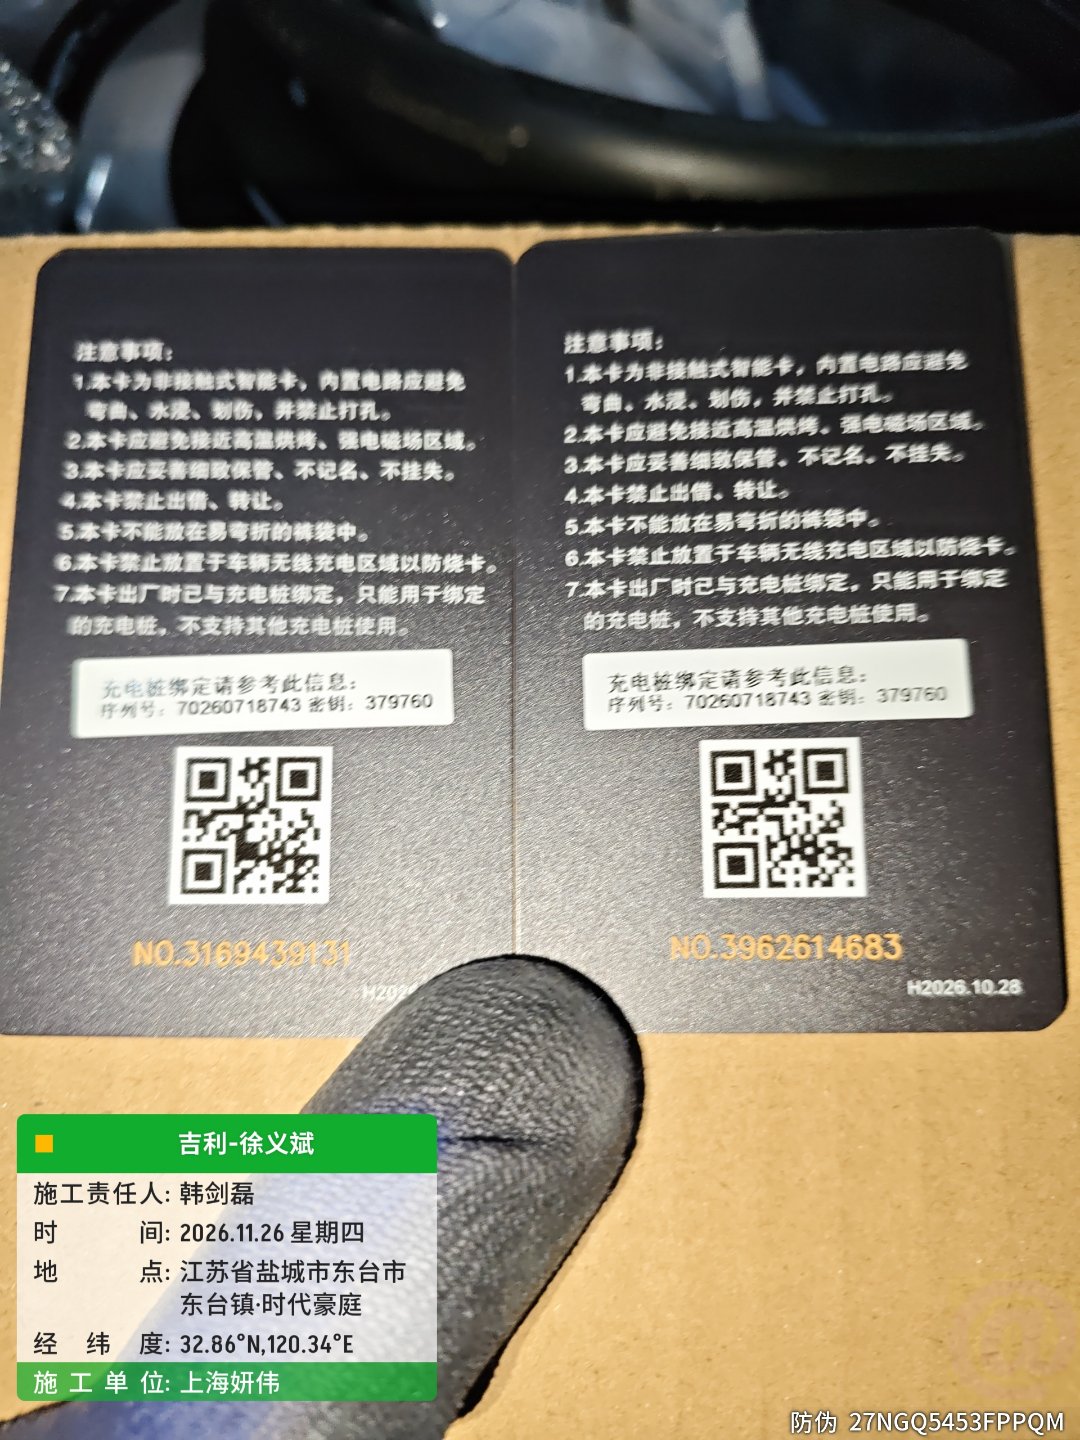 注意事项：
1.本卡为非接触式智能卡，内置电路应避免
弯曲、水浸、划伤，并禁止打孔。
2.本卡应避免接近高温烘烤、强电磁场区域。
3.本卡应妥善细致保管、不记名、不挂失。
4.本卡禁止出借、转让。
5.本卡不能放在易弯折的裤袋中。
6.本卡禁止放置于车辆无线充电区域以防烧卡。
7.本卡出厂时已与充电桩绑定，只能用于绑定
的充电桩，不支持其他充电桩使用。
充电桩绑定请参考此信息：
序列号：70260718743 密钥：379760
NO.3169439131
H202
注意事项：
1.本卡为非接触式智能卡，内置电路应避免
弯曲、水浸、划伤，并禁止打孔。
2.本卡应避免接近高温烘烤、强电磁场区域。
3.本卡应妥善细致保管、不记名、不挂失。
4.本卡禁止出借、转让。
5.本卡不能放在易弯折的裤袋中。
6.本卡禁止放置于车辆无线充电区域以防烧卡。
7.本卡出厂时已与充电桩绑定，只能用于绑定
的充电桩，不支持其他充电桩使用。
充电桩绑定请参考此信息：
序列号：70260718743 密钥：379760
NO.3962614683
H2026.10.28
吉利-徐义斌
施工责任人：韩剑磊
时间：2026.11.26 星期四
地点：江苏省盐城市东台市
东台镇·时代豪庭
经纬度：32.86°N,120.34°E
施工单位：上海妍伟
防伪 27NGQ5453FPPQM